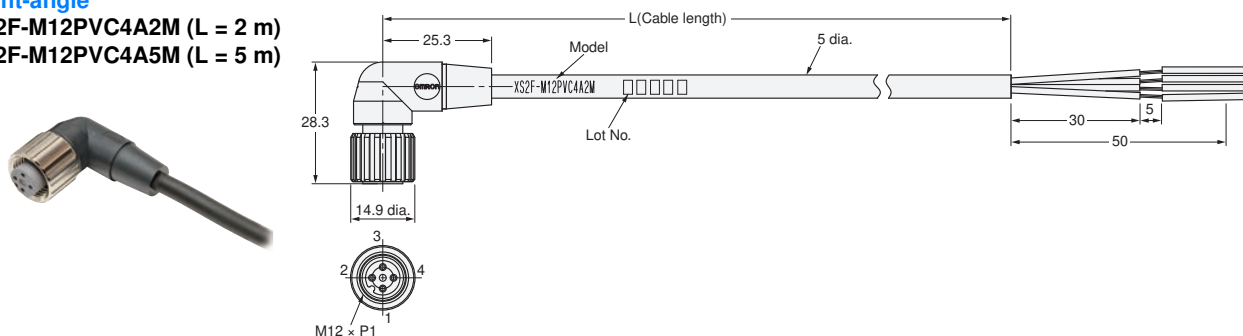 nt-angle
2F-M12PVC4A2M (L = 2 m)
2F-M12PVC4A5M (L = 5 m)
L(Cable length)
25.3
Model
5 dia.
OMRON
XS2F-M12PVC4A2M
28.3
Lot No.
30
5
50
14.9 dia.
3
2
4
1
M12 × P1